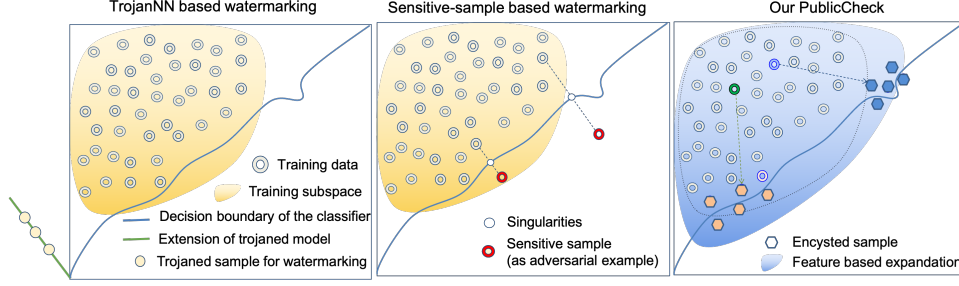 TrojanNN based watermarking
Sensitive-sample based watermarking
Our PublicCheck
Training data
Training subspace
Decision boundary of the classifier
Extension of trojaned model
Trojaned sample for watermarking
Singularities
Sensitive sample
(as adversarial example)
Encysted sample
Feature based expandation